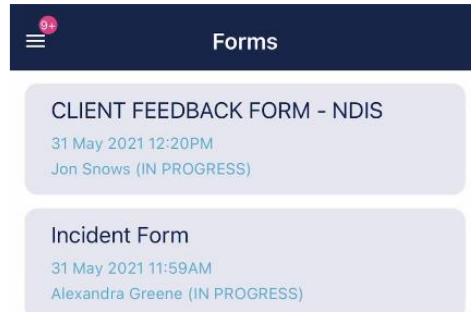 9+
Forms
CLIENT FEEDBACK FORM - NDIS
31 May 2021 12:20PM
Jon Snows (IN PROGRESS)
Incident Form
31 May 2021 11:59AM
Alexandra Greene (IN PROGRESS)